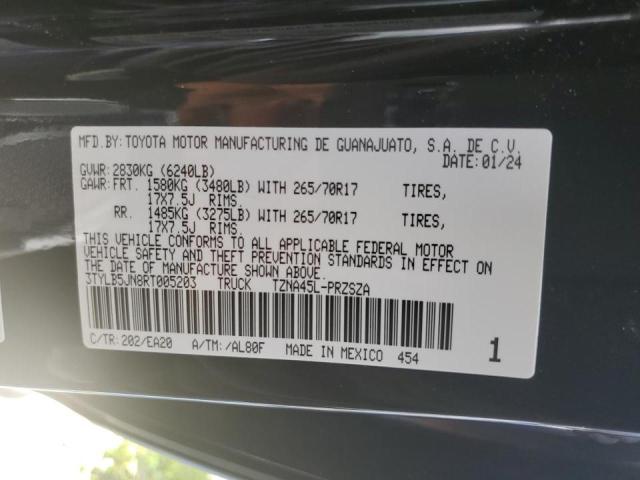 MFD.BY:TOYOTA MOTOR MANUFACTURING DE GUANAJUATO, S.A. DE C.V.
DATE:01/24
GVWR:2830KG (6240LB)
GAWR:FRT. 1580KG (3480LB) WITH 265/70R17 TIRES,
17X7.5J RIMS.
RR. 1485KG (3275LB) WITH 265/70R17 TIRES,
17X7.5J RIMS.
THIS VEHICLE CONFORMS TO ALL APPLICABLE FEDERAL MOTOR
VEHICLE SAFETY AND THEFT PREVENTION STANDARDS IN EFFECT ON THE
DATE OF MANUFACTURE SHOWN ABOVE.
3TYLB5JN8RT005203 TRUCK TZNA45L-PRZSZA
C/TR:202/EA20 A/TM:/AL80F MADE IN MEXICO 454 1